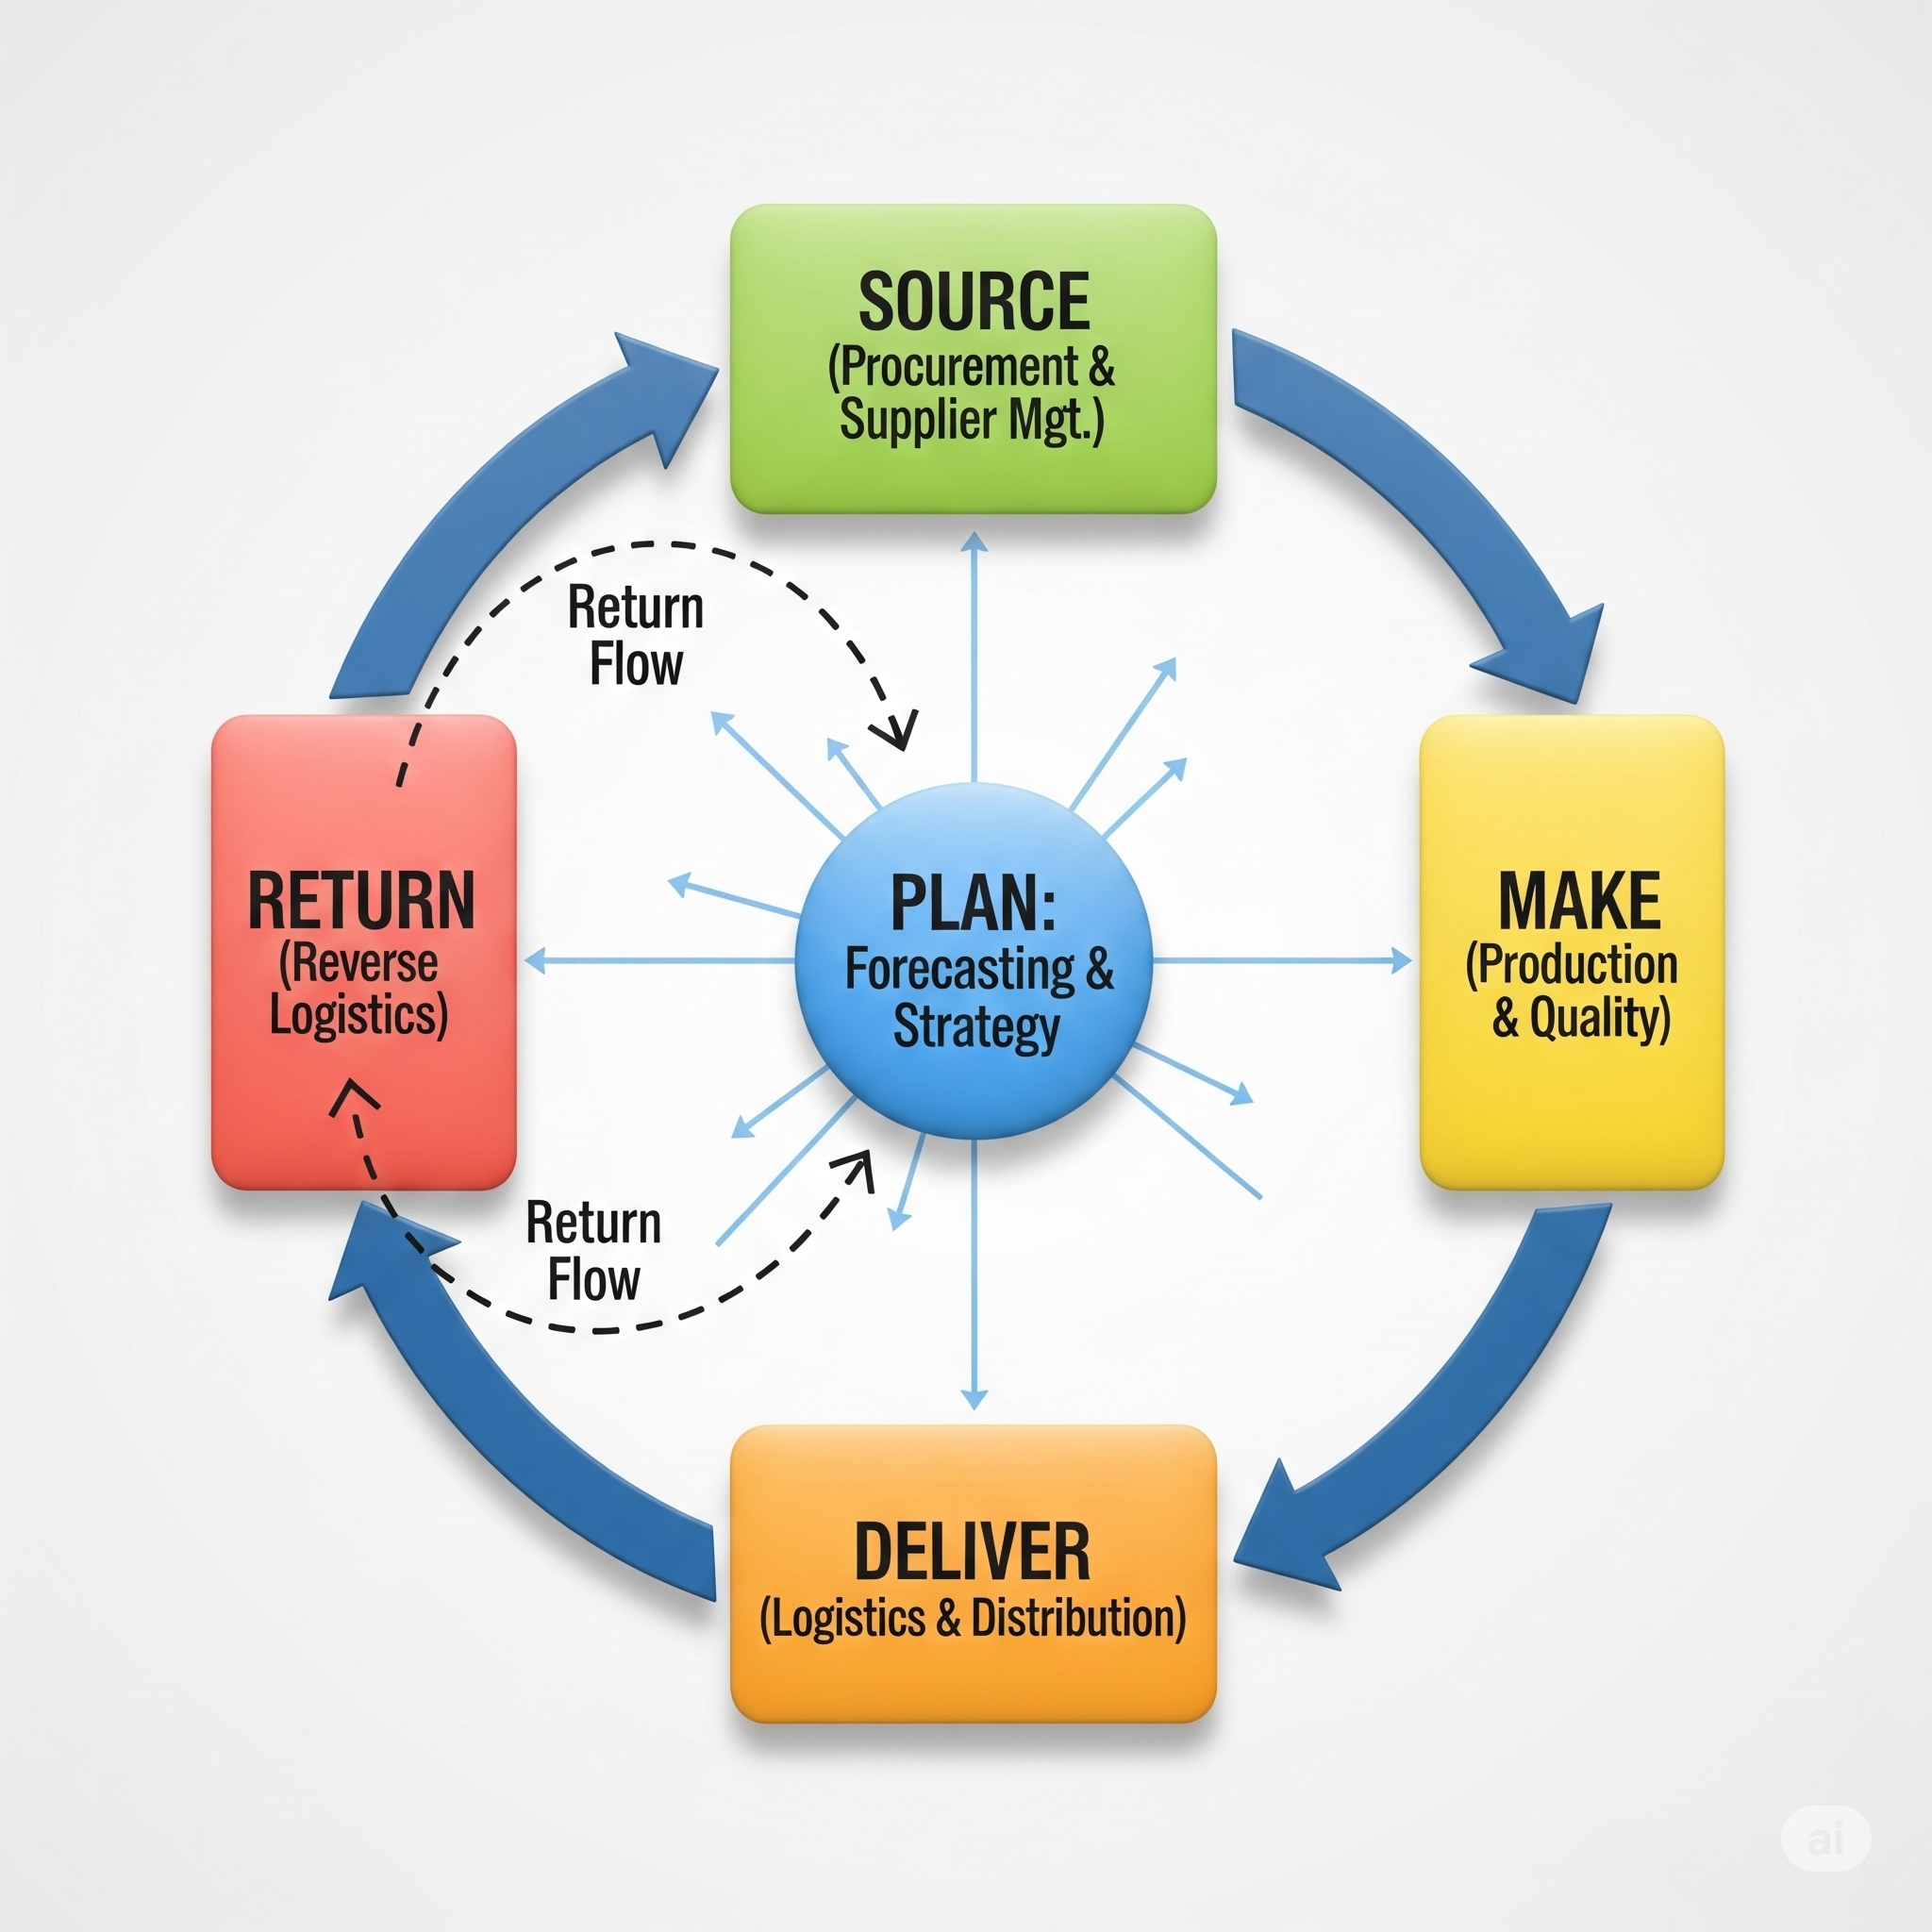 SOURCE
(Procurement &
Supplier Mgt.)
Return
Flow
RETURN
(Reverse
Logistics)
PLAN:
Forecasting &
Strategy
MAKE
(Production
& Quality)
Return
Flow
DELIVER
(Logistics & Distribution)
ai